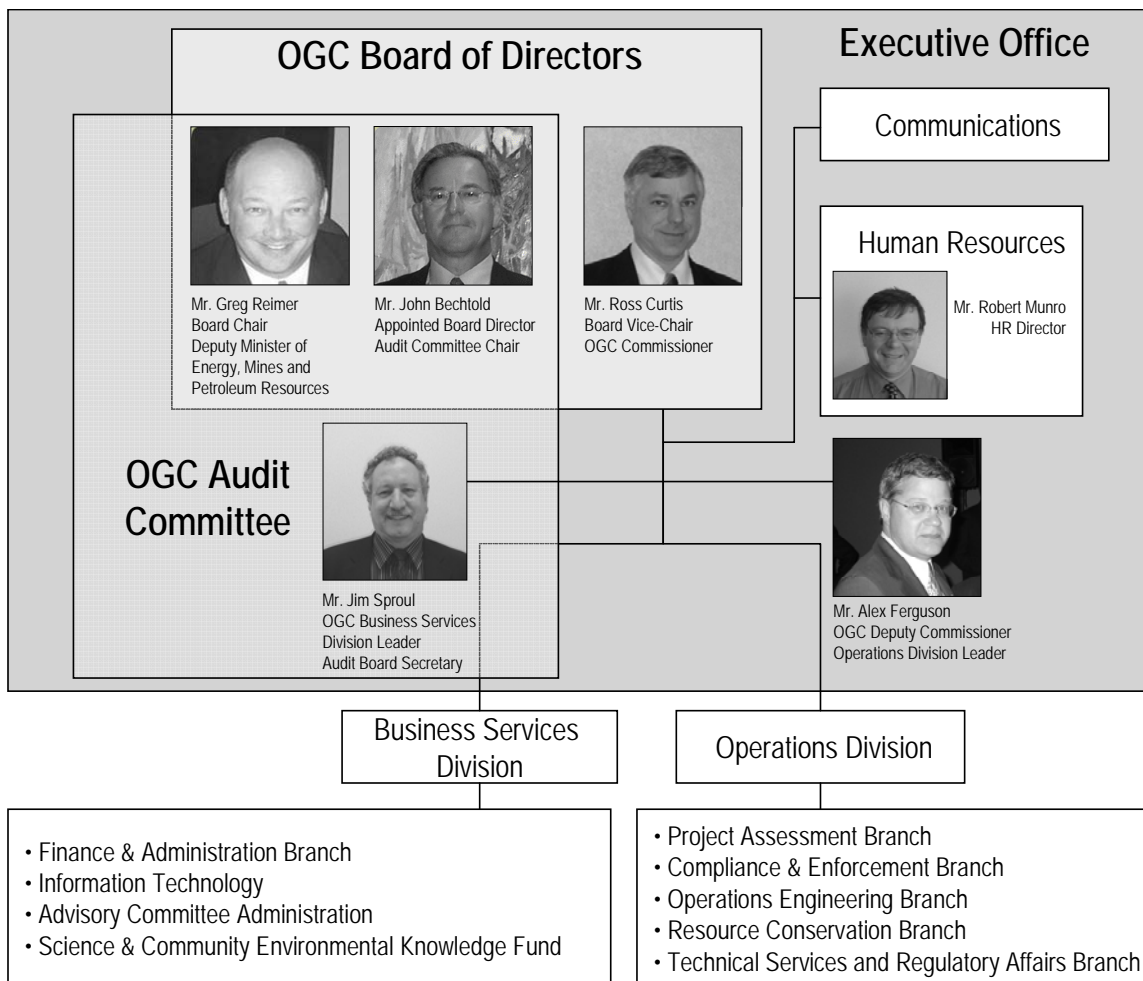 OGC Board of Directors
Executive Office
Communications
Mr. Greg Reimer
Board Chair
Deputy Minister of
Energy, Mines and
Petroleum Resources
Mr. John Bechtold
Appointed Board Director
Audit Committee Chair
Mr. Ross Curtis
Board Vice-Chair
OGC Commissioner
Human Resources
Mr. Robert Munro
HR Director
OGC Audit
Committee
Mr. Jim Sproul
OGC Business Services
Division Leader
Audit Board Secretary
Mr. Alex Ferguson
OGC Deputy Commissioner
Operations Division Leader
Business Services
Division
Operations Division
• Finance & Administration Branch
• Information Technology
• Advisory Committee Administration
• Science & Community Environmental Knowledge Fund
• Project Assessment Branch
• Compliance & Enforcement Branch
• Operations Engineering Branch
• Resource Conservation Branch
• Technical Services and Regulatory Affairs Branch